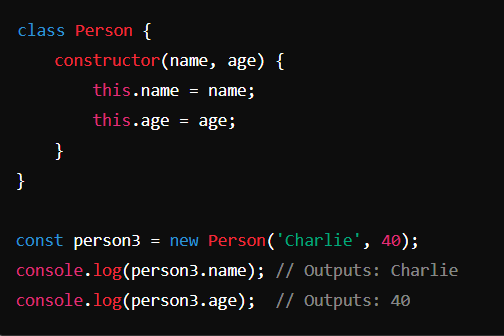 class Person {
    constructor(name, age) {
        this.name = name;
        this.age = age;
    }
}

const person3 = new Person('Charlie', 40);
console.log(person3.name); // Outputs: Charlie
console.log(person3.age);  // Outputs: 40